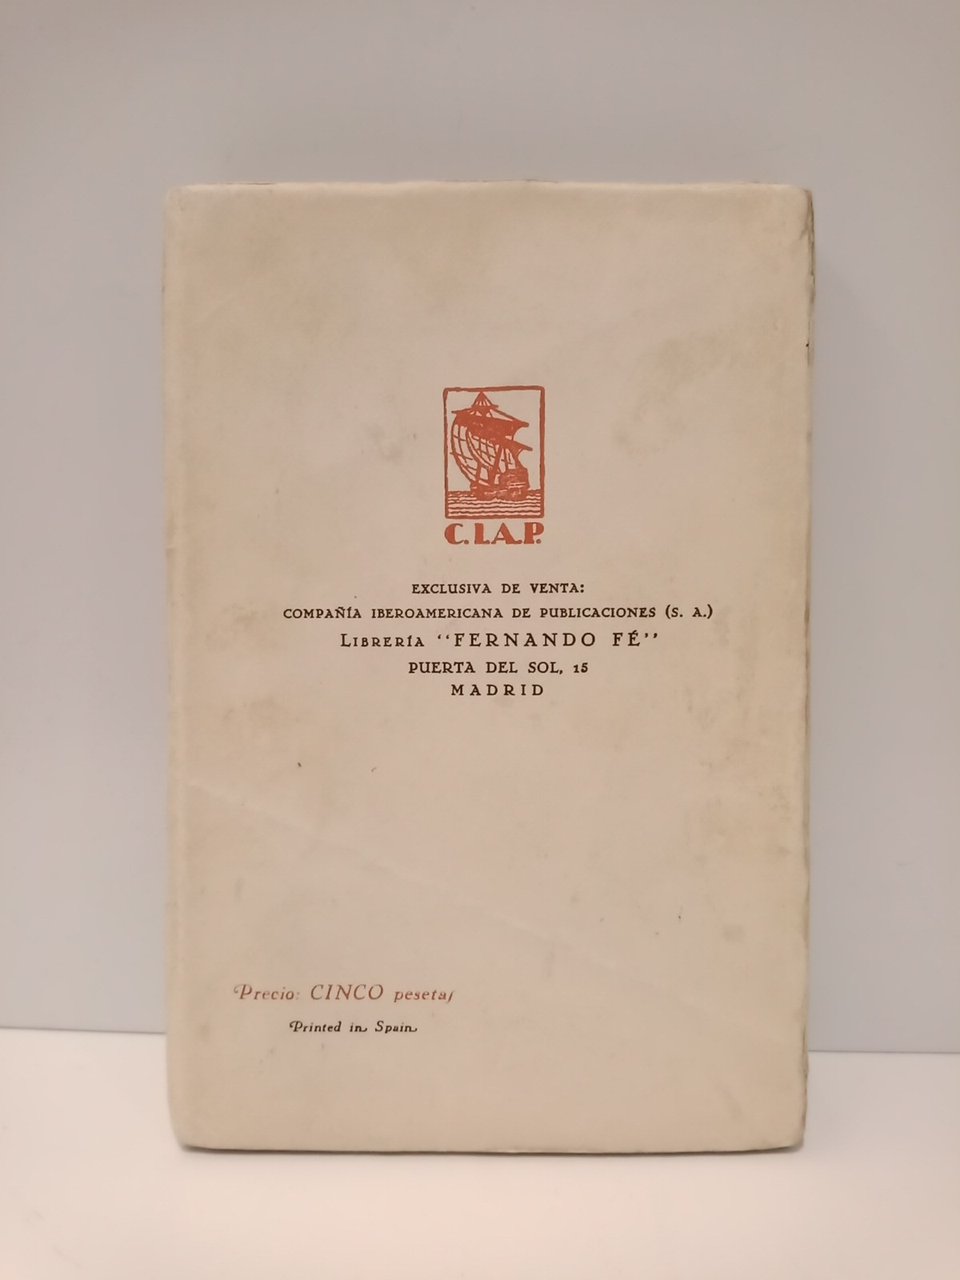 C.I.A.P.
EXCLUSIVA DE VENTA:
COMPAÑÍA IBEROAMERICANA DE PUBLICACIONES (S. A.)
LIBRERÍA “FERNANDO FÉ”
PUERTA DEL SOL, 15
MADRID
Precio: CINCO pesetas
Printed in Spain